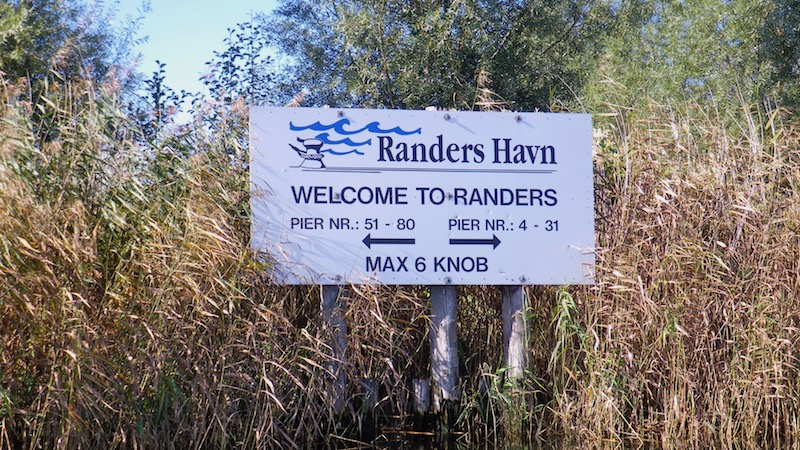 Randers Havn
WELCOME TO RANDERS
PIER NR.: 51 - 80 PIER NR.: 4 - 31
MAX 6 KNOB